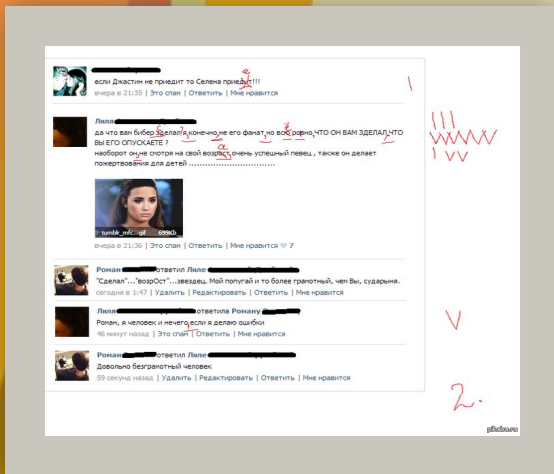 если Джастин не приедит то Селена приедит!!!
вчера в 21:35 | Это спам | Ответить | Мне нравится
Лиля
да что вам бибер зделал я,конечно,не его фанат,но всё ровно,ЧТО ОН ВАМ ЗДЕЛАЛ,ЧТО
ВЫ ЕГО ОПУСКАЕТЕ ?
наоборот он,не смотря на свой возрост,очень успешный певец , также он делает
пожертвования для детей ................................
tumblr_mfc...gif 699Kb
вчера в 21:36 | Это спам | Ответить | Мне нравится 7
Роман ответил Лиле
"Сделал"..."возрОст"...звездец. Мой попугай и то более грамотный, чем Вы, сударыня.
сегодня в 1:47 | Удалить | Редактировать | Ответить | Мне нравится
Лиля ответила Роману
Роман, я человек и нечего,если я делаю ошибки
46 минут назад | Это спам | Ответить | Мне нравится
Роман ответил Лиле
Довольно безграмотный человек
59 секунд назад | Удалить | Редактировать | Ответить | Мне нравится
2.
pikabu.ru